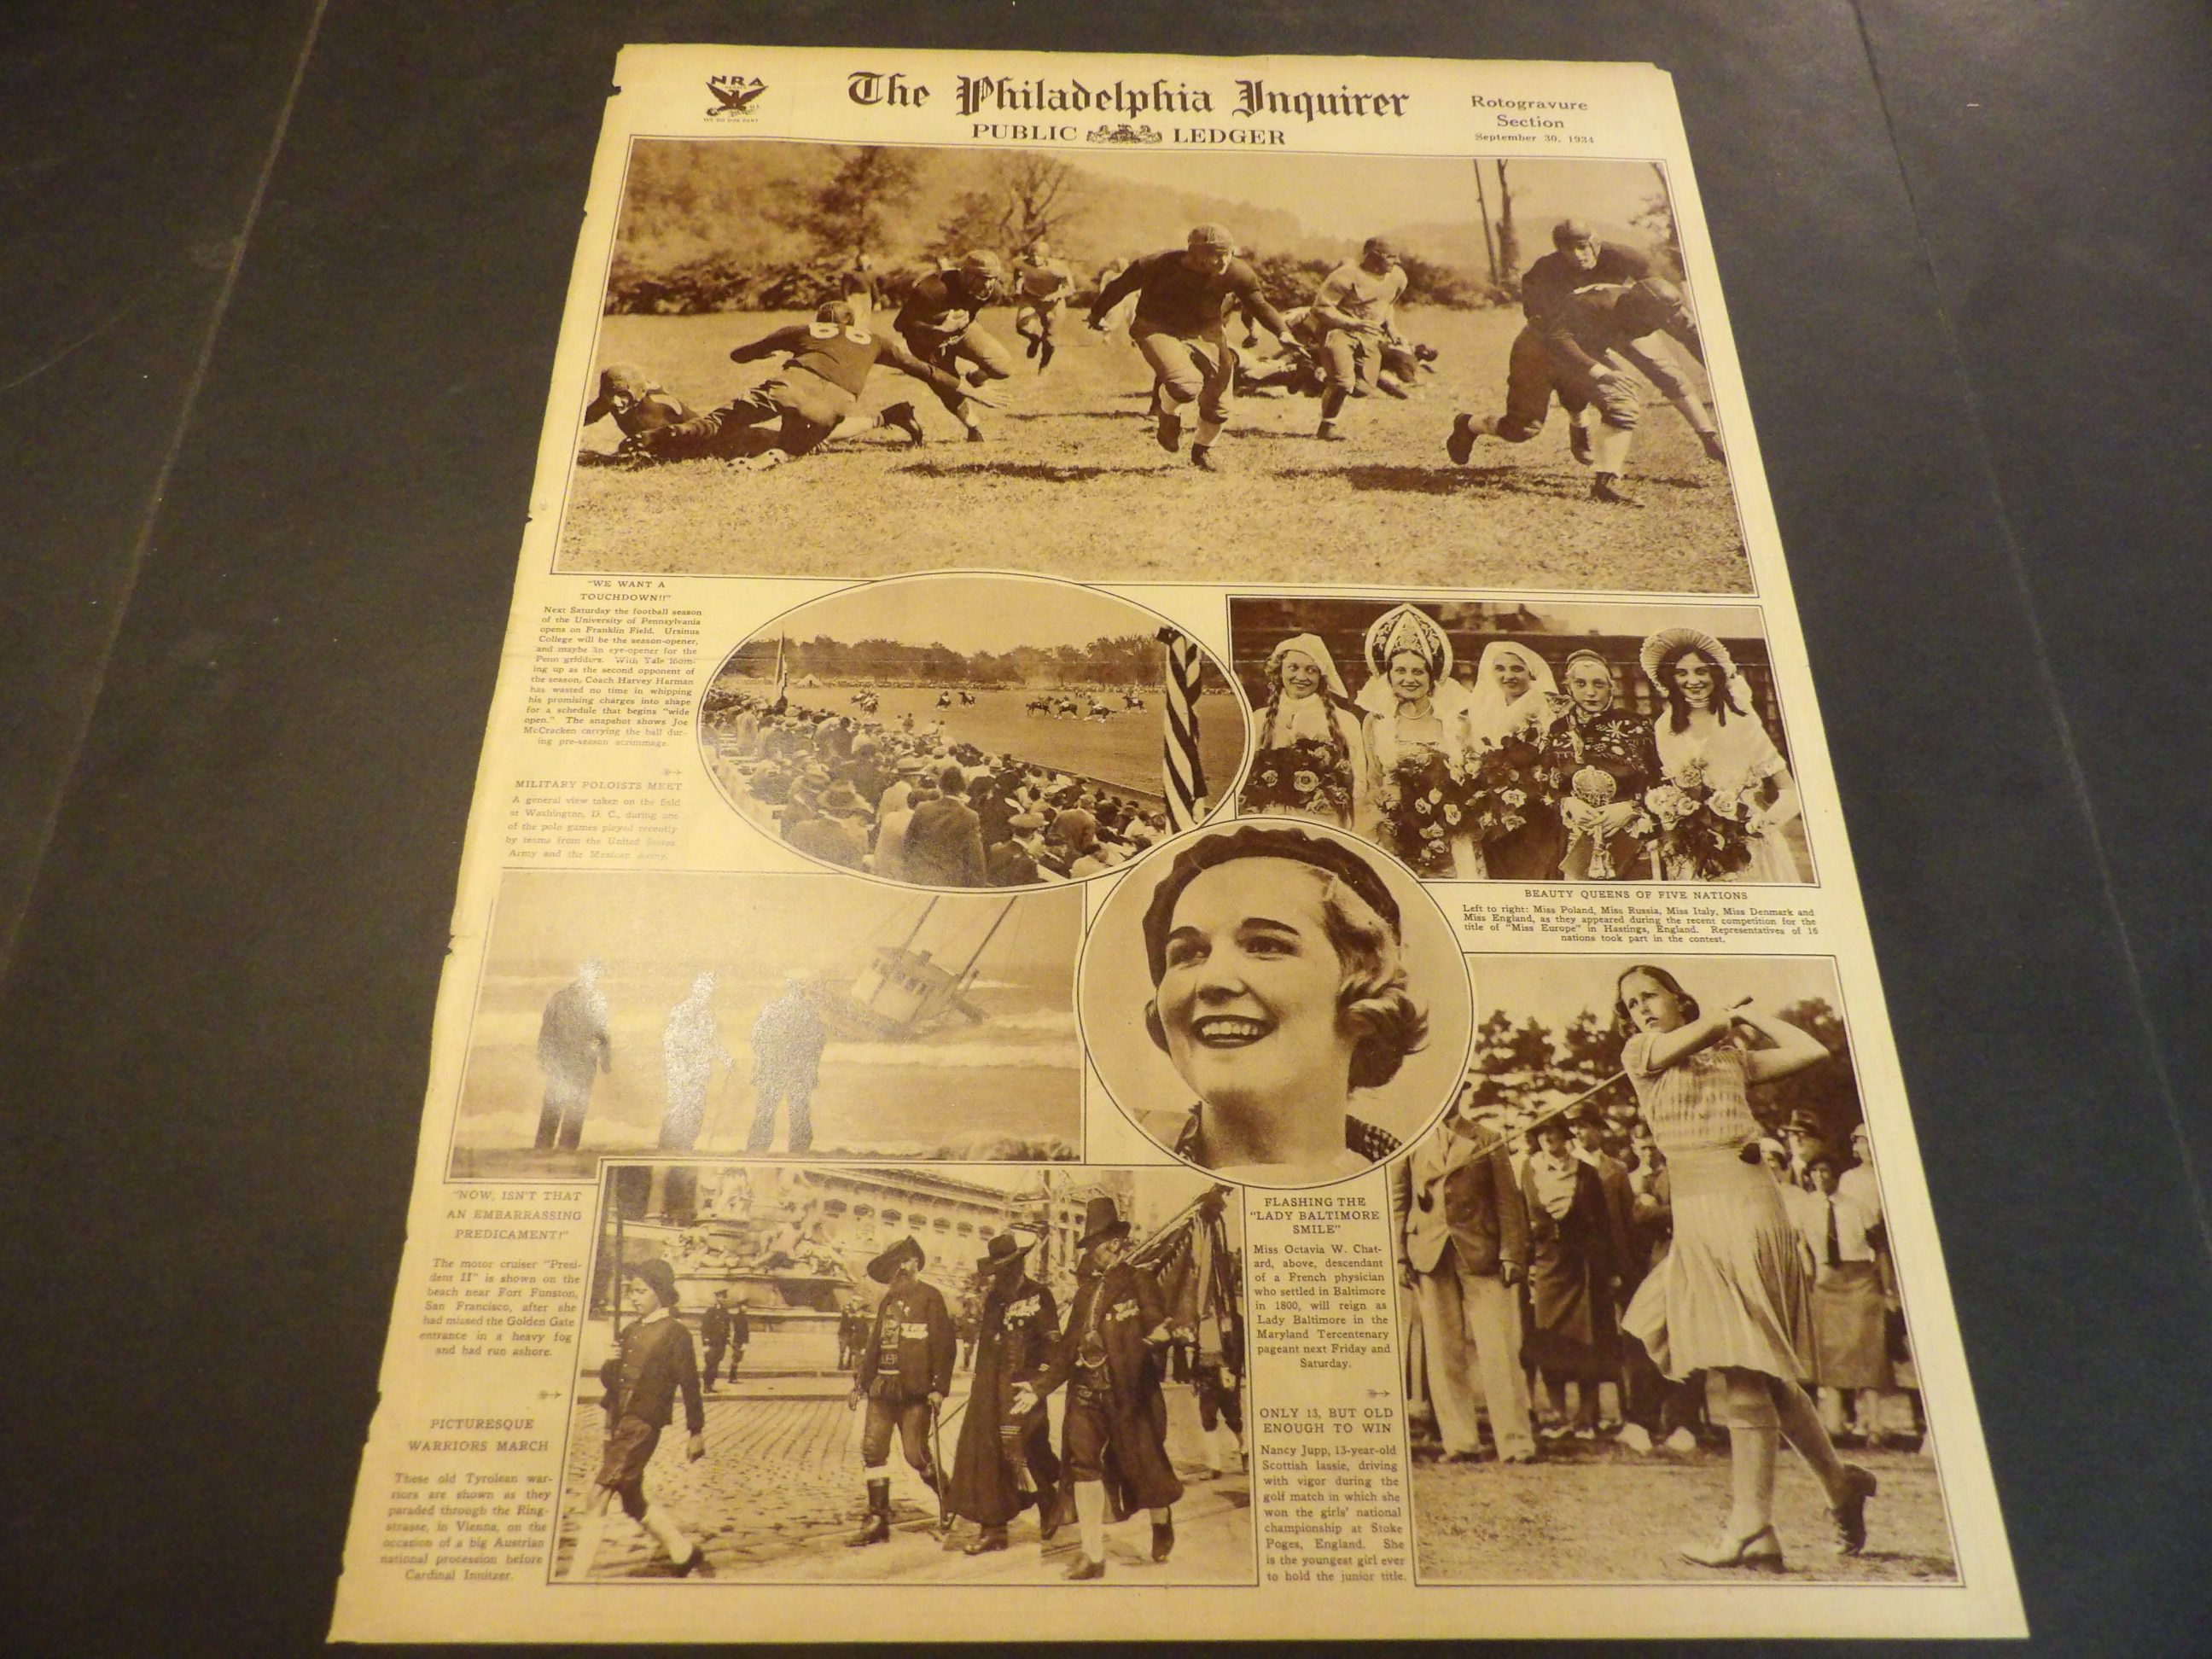 NRA
WE DO OUR PART
The Philadelphia Inquirer
PUBLIC LEDGER
Rotogravure
Section
September 30, 1934
66
"WE WANT A
TOUCHDOWN!!"
Next Saturday the football season
of the University of Pennsylvania
opens on Franklin Field. Ursinus
College will be the season-opener,
and maybe an eye-opener for the
Penn gridders. With Yale loom-
ing up as the second opponent of
the season, Coach Harvey Harman
has wasted no time in whipping
his promising charges into shape
for a schedule that begins "wide
open." The snapshot shows Joe
McCracken carrying the ball dur-
ing pre-season scrimmage.
MILITARY POLOISTS MEET
A general view taken on the field
at Washington, D. C., during one
of the polo games played recently
by teams from the United States
Army and the Mexican Army.
BEAUTY QUEENS OF FIVE NATIONS
Left to right: Miss Poland, Miss Russia, Miss Italy, Miss Denmark and
Miss England, as they appeared during the recent competition for the
title of "Miss Europe" in Hastings, England. Representatives of 16
nations took part in the contest.
"NOW, ISN'T THAT
AN EMBARRASSING
PREDICAMENT!"
The motor cruiser "Presi-
dent II" is shown on the
beach near Fort Funston,
San Francisco, after she
had missed the Golden Gate
entrance in a heavy fog
and had run ashore.
PICTURESQUE
WARRIORS MARCH
These old Tyrolean war-
riors are shown as they
paraded through the Ring-
strasse, in Vienna, on the
occasion of a big Austrian
national procession before
Cardinal Innitzer.
FLASHING THE
"LADY BALTIMORE
SMILE"
Miss Octavia W. Chat-
ard, above, descendant
of a French physician
who settled in Baltimore
in 1800, will reign as
Lady Baltimore in the
Maryland Tercentenary
pageant next Friday and
Saturday.
ONLY 13, BUT OLD
ENOUGH TO WIN
Nancy Jupp, 13-year-old
Scottish lassie, driving
with vigor during the
golf match in which she
won the girls' national
championship at Stoke
Poges, England. She
is the youngest girl ever
to hold the junior title.